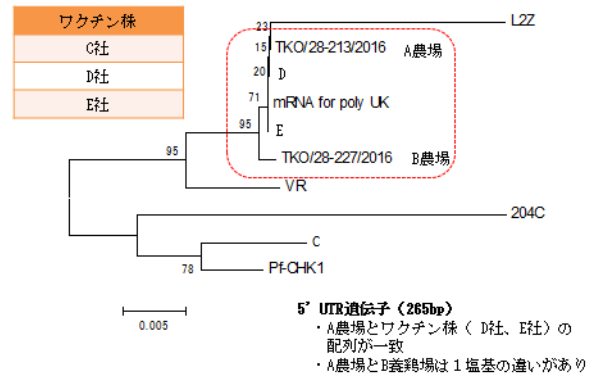 ワクチン株
C社
D社
E社
L2Z
23
15
TKO/28-213/2016 A農場
20
D
71
mRNA for poly UK
95
E
TKO/28-227/2016 B農場
95
VR
204C
C
78
Pf-CHK1
0.005
5’ UTR遺伝子（265bp）
・A農場とワクチン株（ D社、E社）の
配列が一致
・A農場とB養鶏場は１塩基の違いがあり